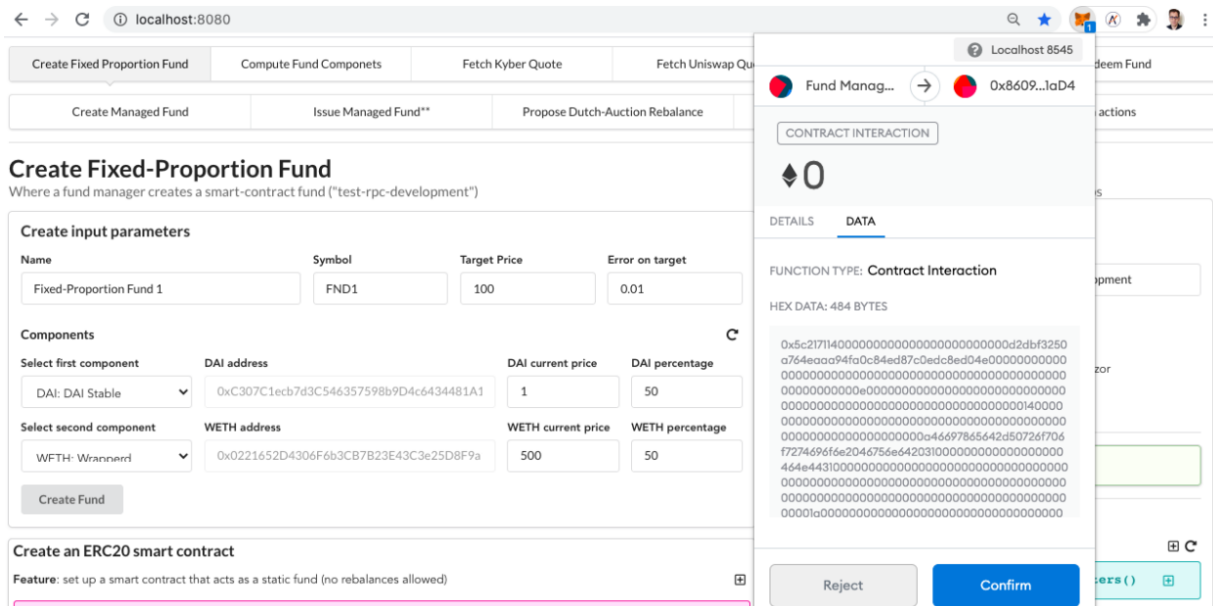 localhost:8080
1
Create Fixed Proportion Fund
Compute Fund Componets
Fetch Kyber Quote
Fetch Uniswap Qu
deem Fund
Create Managed Fund
Issue Managed Fund**
Propose Dutch-Auction Rebalance
actions
Create Fixed-Proportion Fund
Where a fund manager creates a smart-contract fund ("test-rpc-development")
Create input parameters
Name
Symbol
Target Price
Error on target
Fixed-Proportion Fund 1
FND1
100
0.01
Components
Select first component
DAI address
DAI current price
DAI percentage
DAI: DAI Stable
0xC307C1ecb7d3C546357598b9D4c6434481A1
1
50
Select second component
WETH address
WETH current price
WETH percentage
WETH: Wrapperd
0x0221652D4306F6b3CB7B23E43C3e25D8F9a
500
50
Create Fund
Create an ERC20 smart contract
Feature: set up a smart contract that acts as a static fund (no rebalances allowed)
Localhost 8545
Fund Manag...
0x8609...1aD4
CONTRACT INTERACTION
0
DETAILS
DATA
FUNCTION TYPE: Contract Interaction
HEX DATA: 484 BYTES
Reject
Confirm
opment
zor
kers()